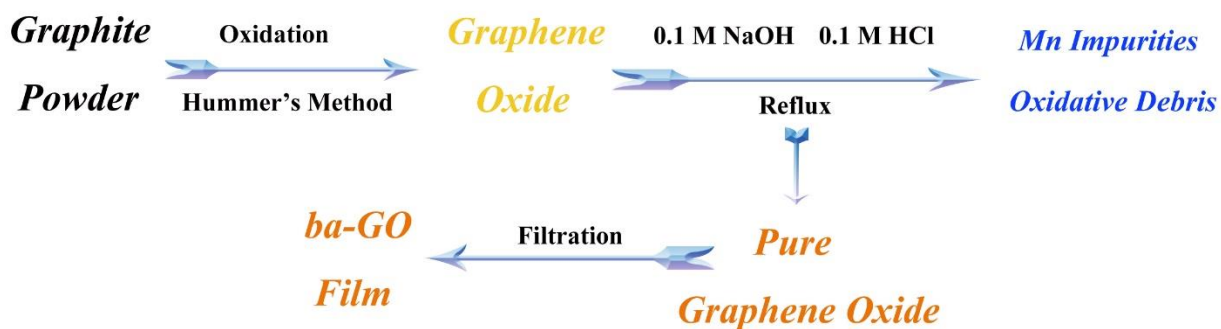 Graphite
Powder
Oxidation
Hummer's Method
Graphene
Oxide
0.1 M NaOH 0.1 M HCl
Reflux
Mn Impurities
Oxidative Debris
Pure
Graphene Oxide
Filtration
ba-GO
Film